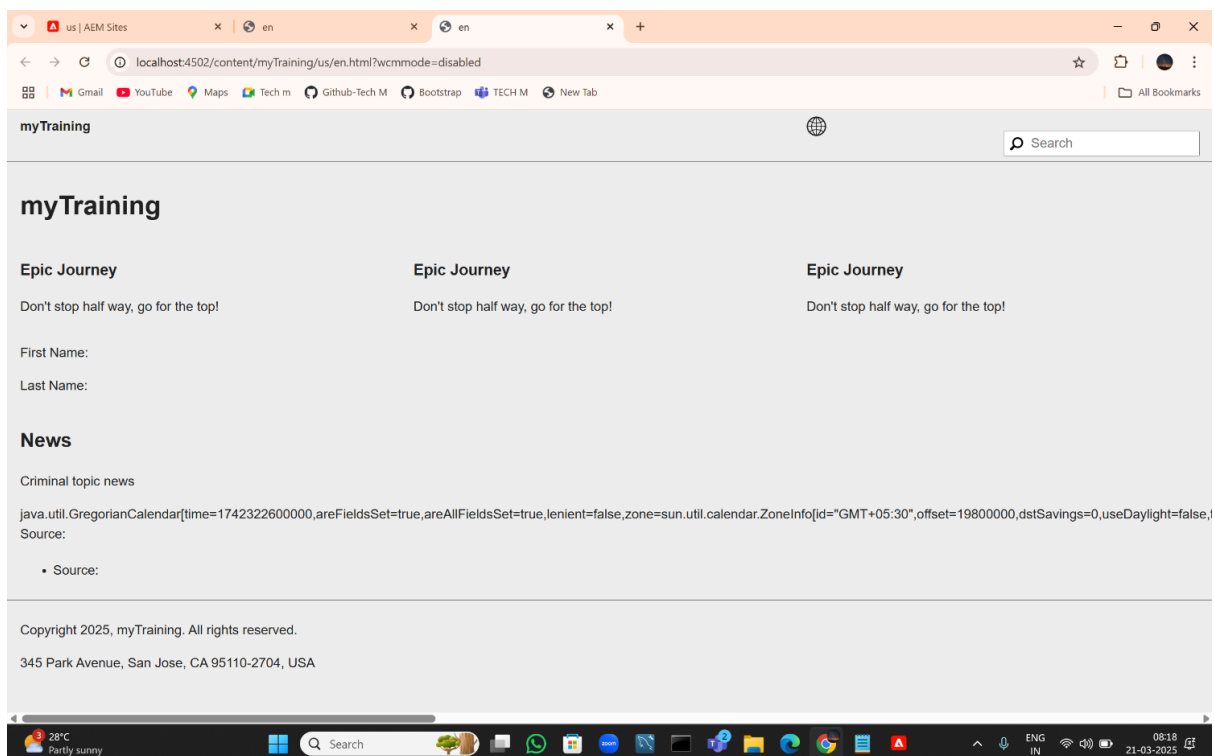 us | AEM Sites
en
en
localhost:4502/content/myTraining/us/en.html?wcmmode=disabled
Gmail YouTube Maps Tech m Github-Tech M Bootstrap TECH M New Tab All Bookmarks
myTraining
Search
myTraining
Epic Journey Epic Journey Epic Journey
Don't stop half way, go for the top! Don't stop half way, go for the top! Don't stop half way, go for the top!
First Name:
Last Name:
News
Criminal topic news
java.util.GregorianCalendar[time=1742322600000,areFieldsSet=true,areAllFieldsSet=true,lenient=false,zone=sun.util.calendar.ZoneInfo[id="GMT+05:30",offset=19800000,dstSavings=0,useDaylight=false,
Source:
• Source:
Copyright 2025, myTraining. All rights reserved.
345 Park Avenue, San Jose, CA 95110-2704, USA
3 28°C
Partly sunny
Search
zoom
2
ENG
IN
08:18
21-03-2025